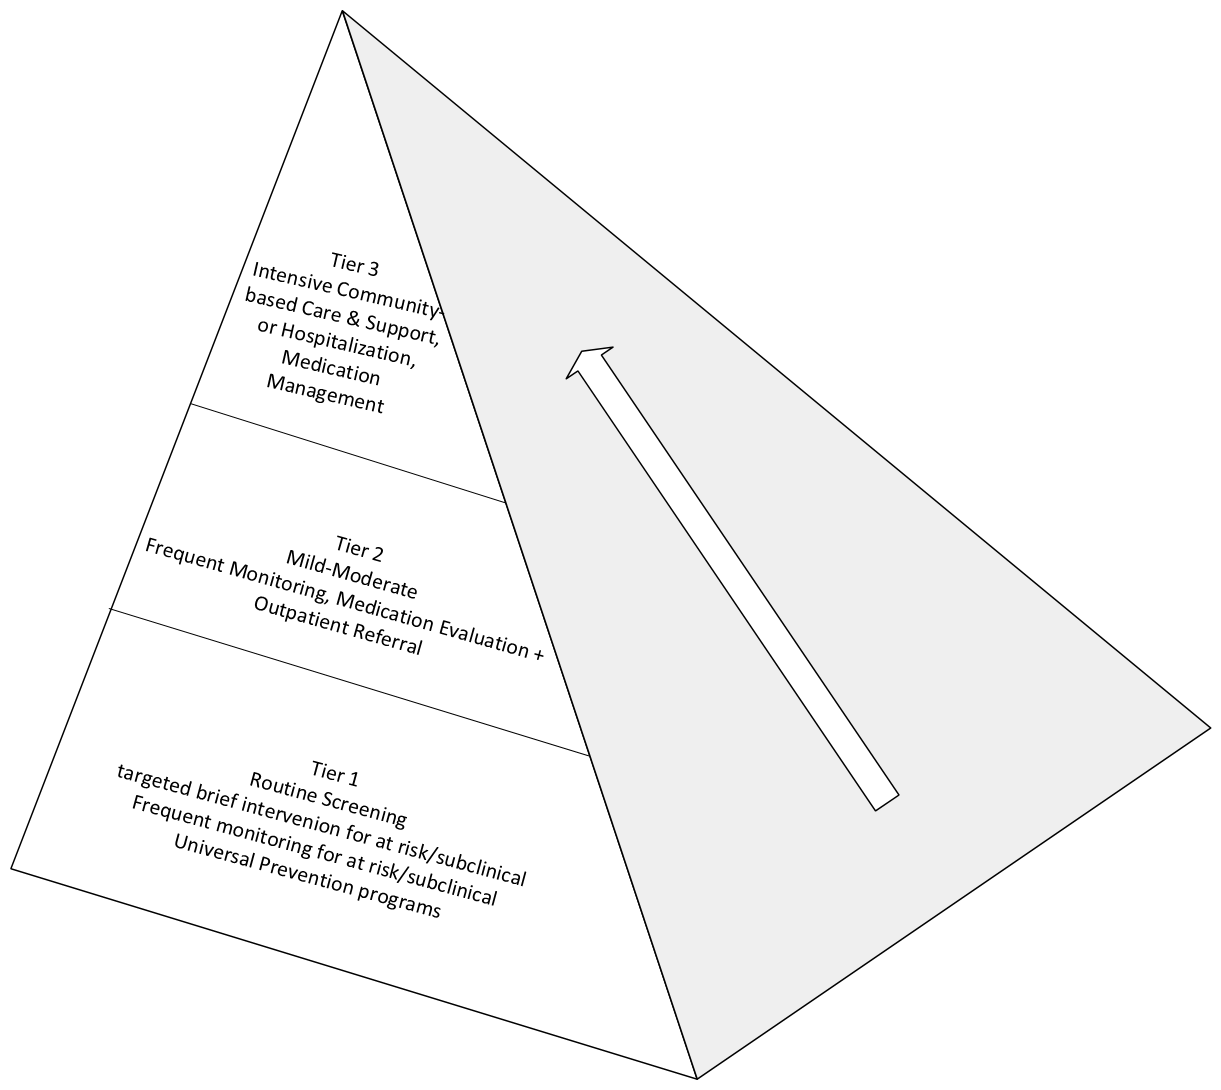 Tier 3
Intensive Community-
based Care & Support,
or Hospitalization,
Medication
Management
Tier 2
Mild-Moderate
Frequent Monitoring, Medication Evaluation +
Outpatient Referral
Tier 1
Routine Screening
targeted brief intervenion for at risk/subclinical
Frequent monitoring for at risk/subclinical
Universal Prevention programs